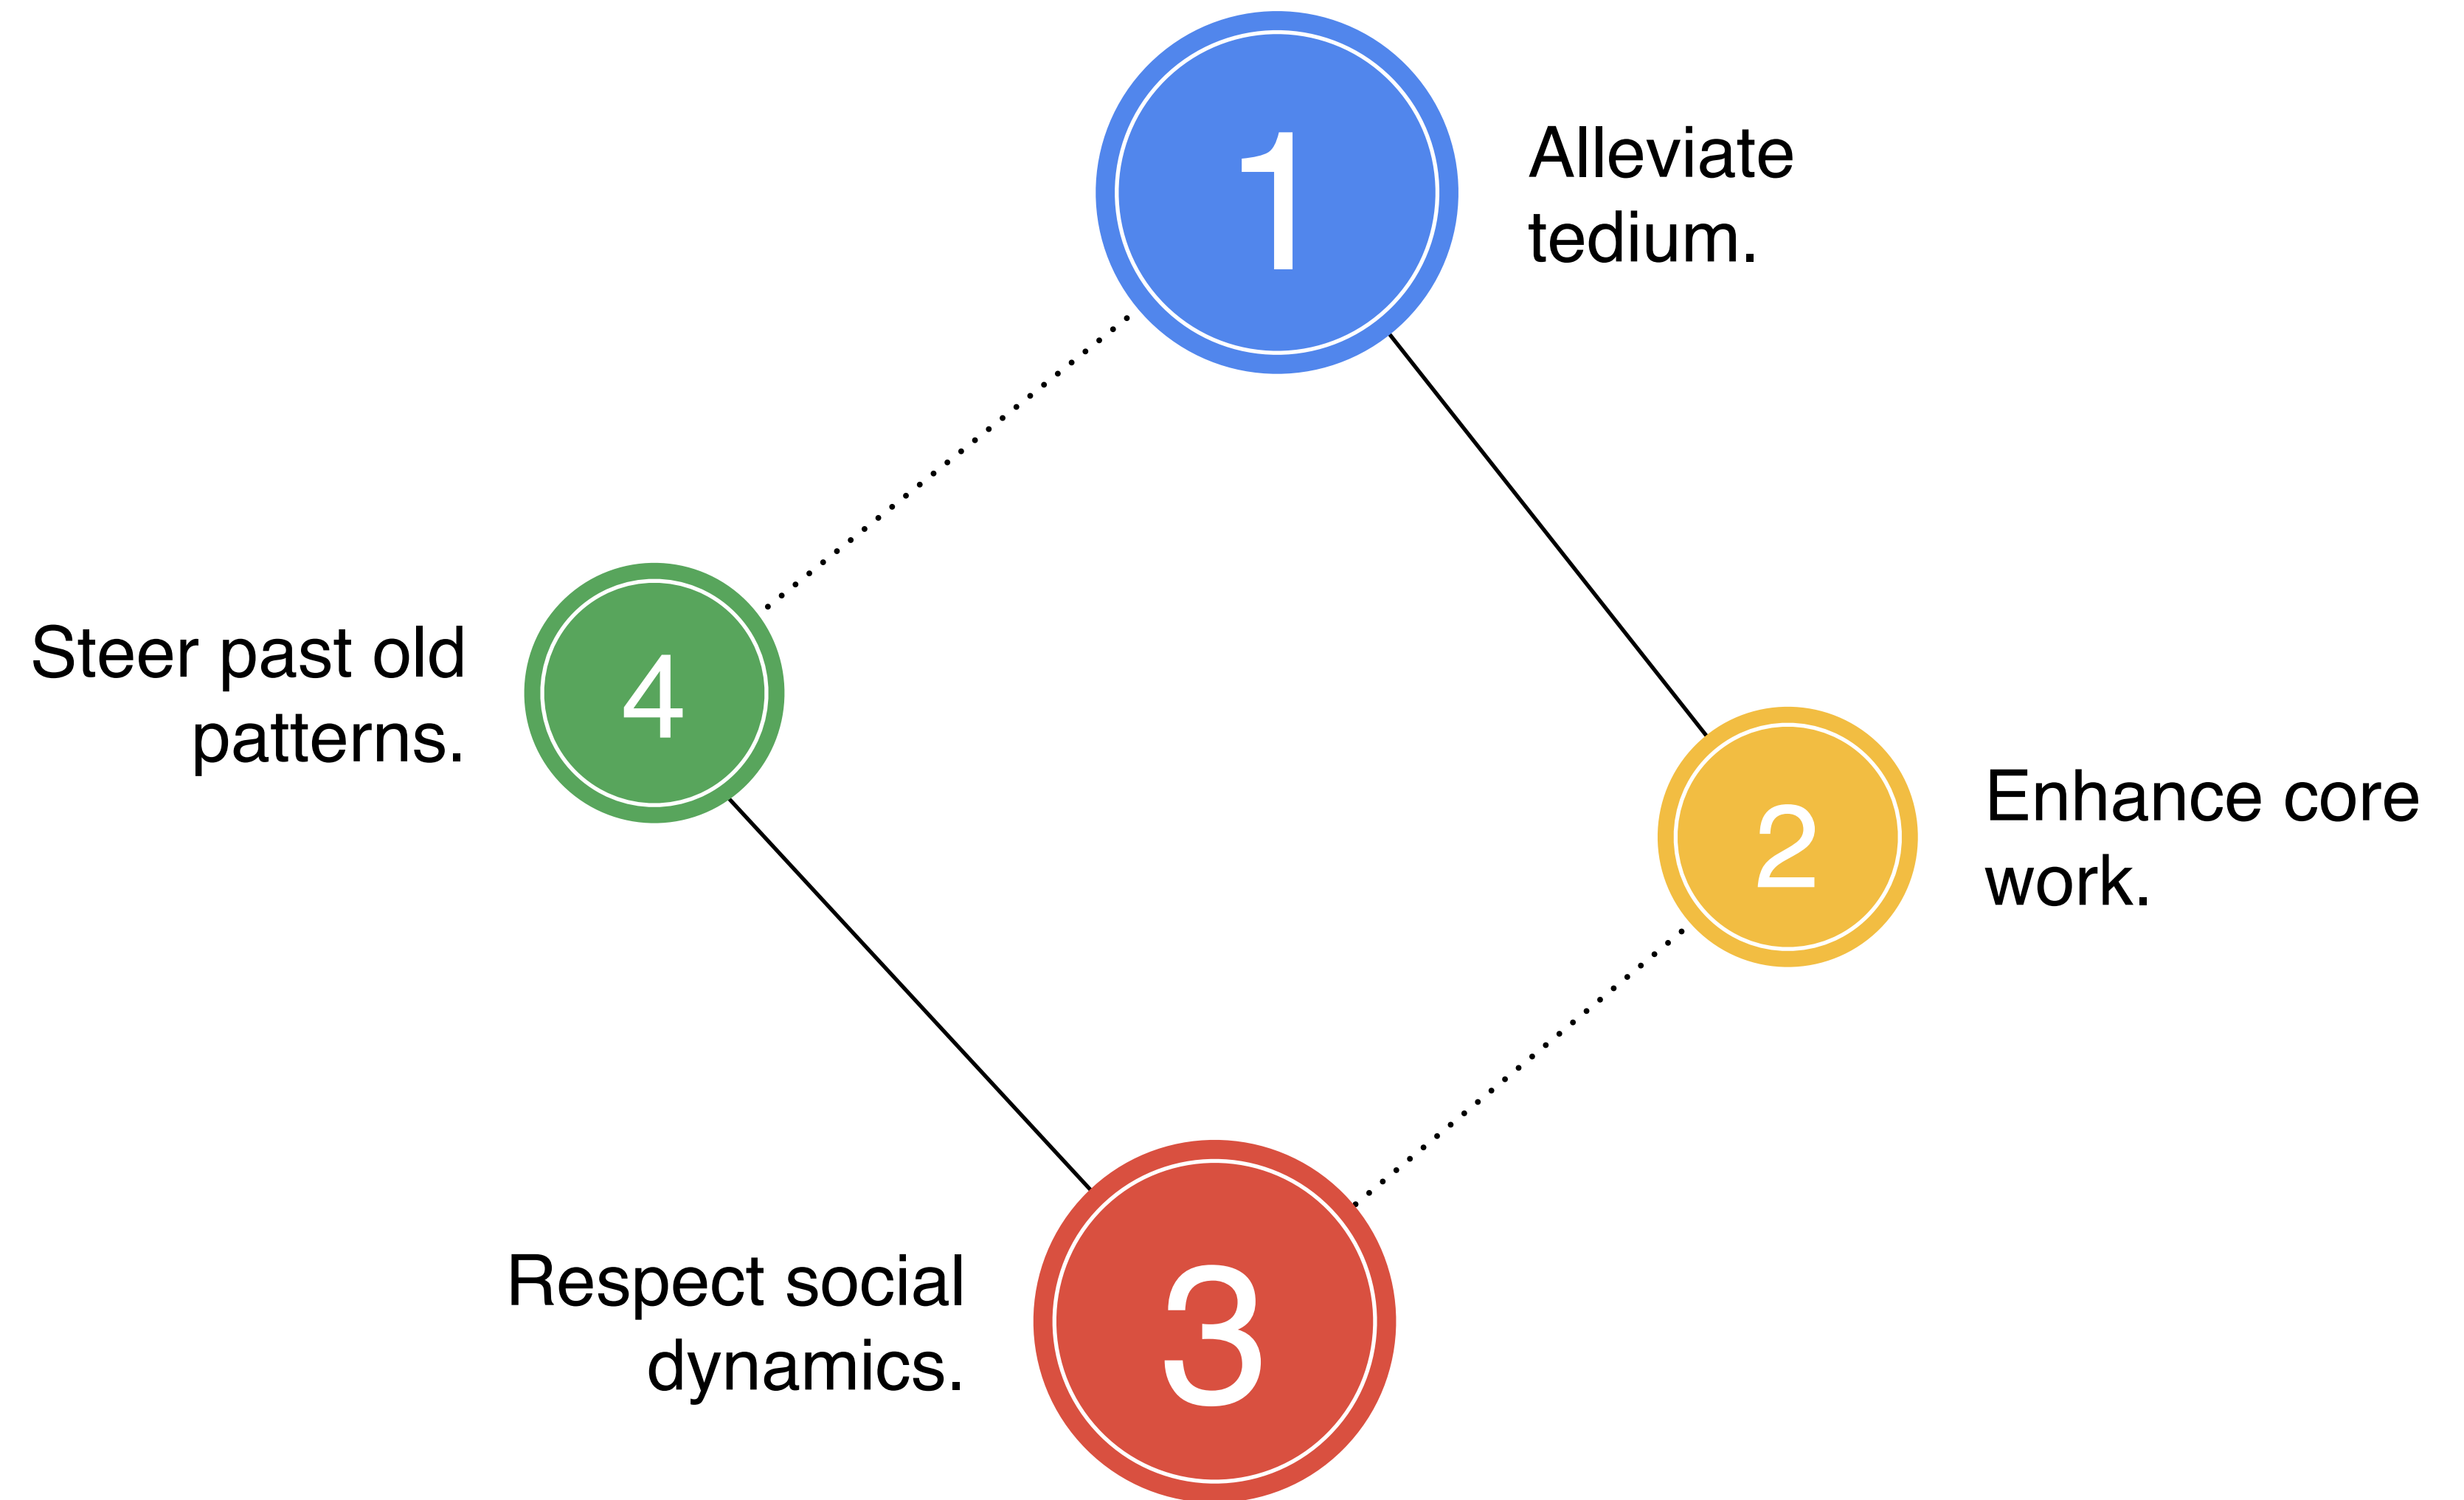 1
Alleviate
tedium.
2
Enhance core
work.
3
Respect social
dynamics.
4
Steer past old
patterns.